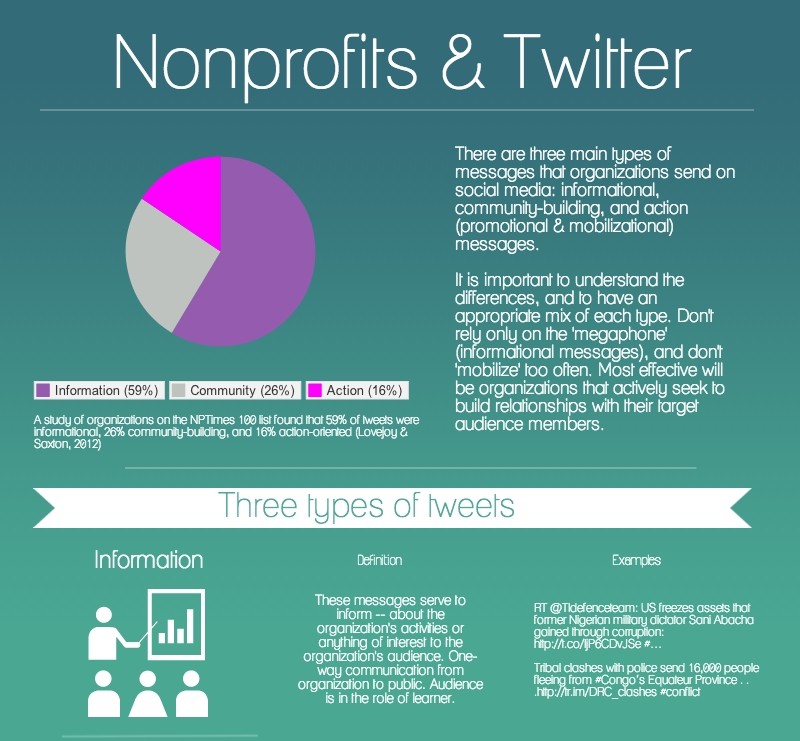 Nonprofits & Twitter
There are three main types of
messages that organizations send on
social media: informational,
community-building, and action
(promotional & mobilizational)
messages.
It is important to understand the
differences, and to have an
appropriate mix of each type. Don't
rely only on the 'megaphone'
(informational messages), and don't
'mobilize' too often. Most effective will
be organizations that actively seek to
build relationships with their target
audience members.
Information (59%) Community (26%) Action (16%)
A study of organizations on the NPTimes 100 list found that 59% of tweets were
informational, 26% community-building, and 16% action-oriented (Lovejoy &
Saxton, 2012)
Three types of tweets
Information
Definition
These messages serve to
inform -- about the
organization's activities or
anything of interest to the
organization's audience. One-
way communication from
organization to public. Audience
is in the role of learner.
Examples
RT @TIdefenceteam: US freezes assets that
former Nigerian military dictator Sani Abacha
gained through corruption:
http://t.co/ljP6CDvJSe #...
Tribal clashes with police send 16,000 people
fleeing from #Congo's Equateur Province . .
.http://tr.im/DRC_clashes #conflict